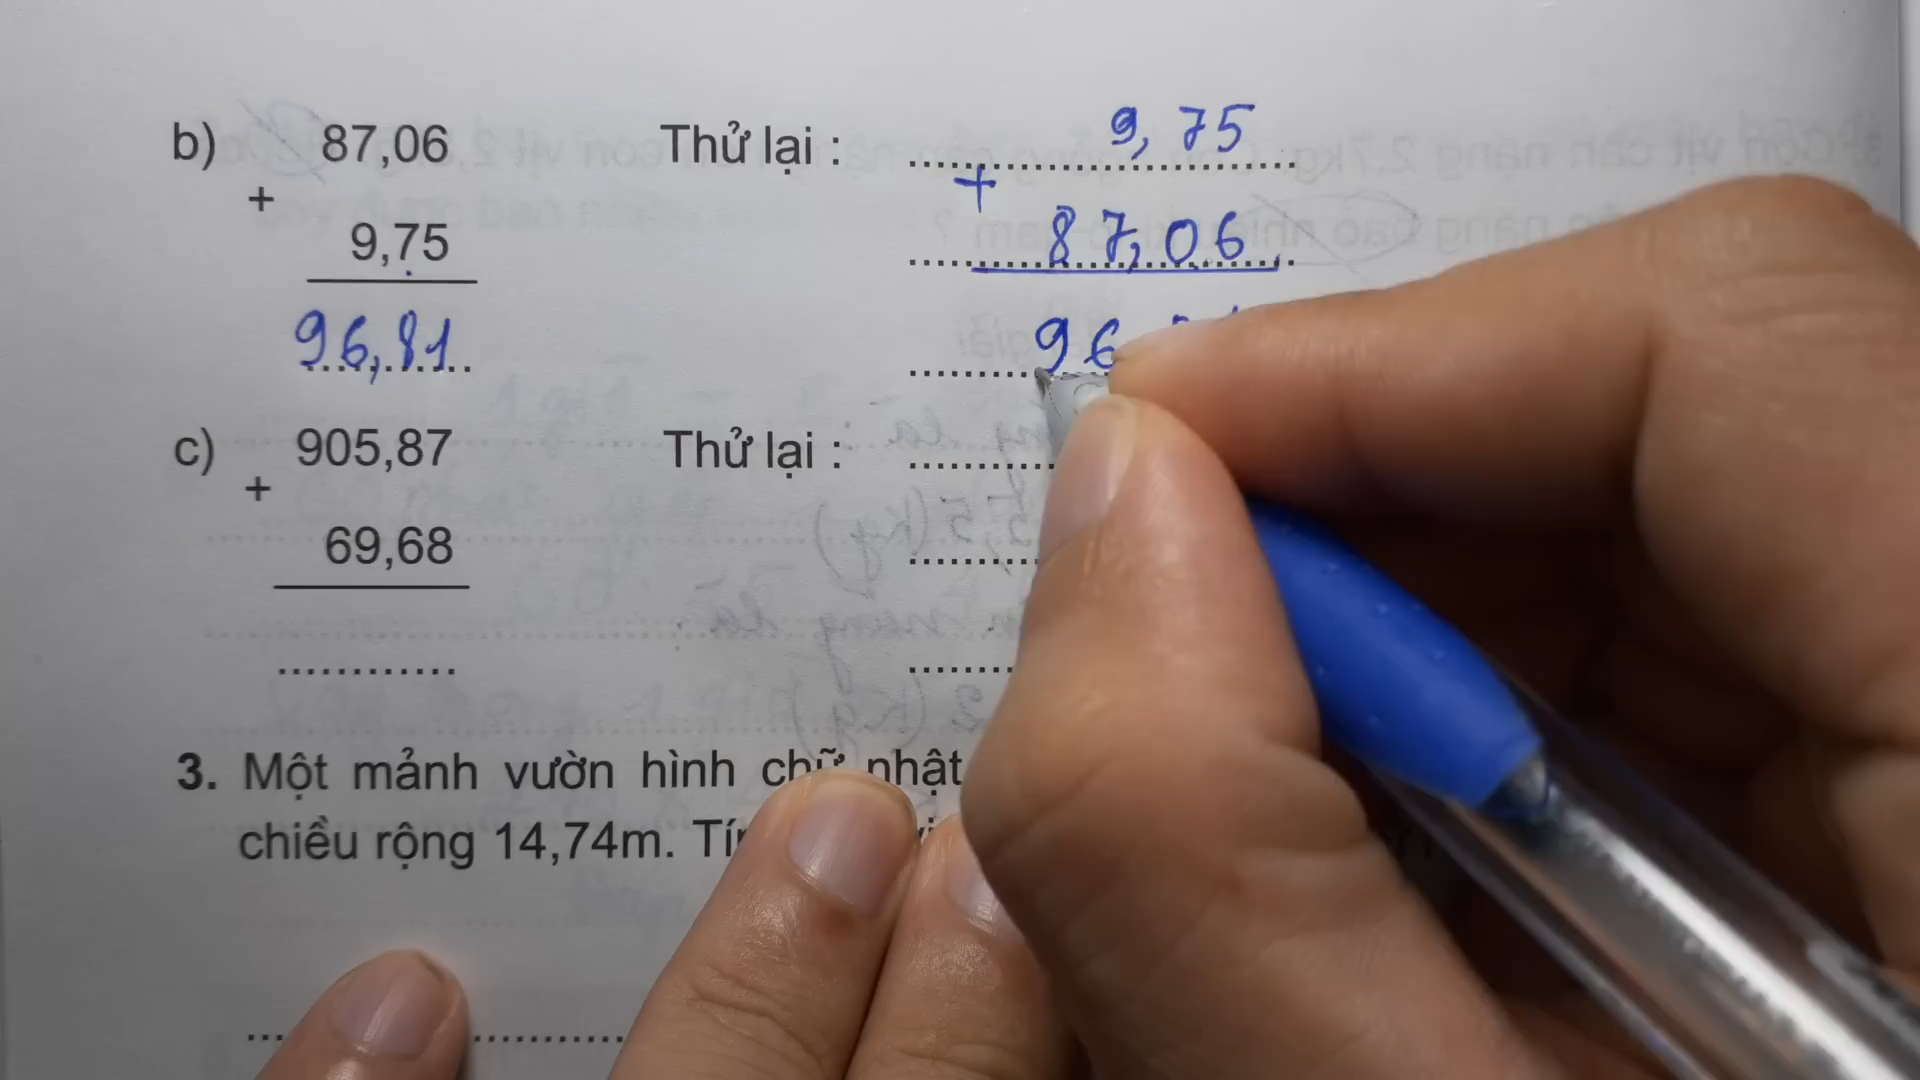 b) 87,06 Thử lại : 9,75
+ +
9,75 87,06
96,81 96
c) 905,87 Thử lại :
+
69,68
3. Một mảnh vườn hình chữ nhật
chiều rộng 14,74m.